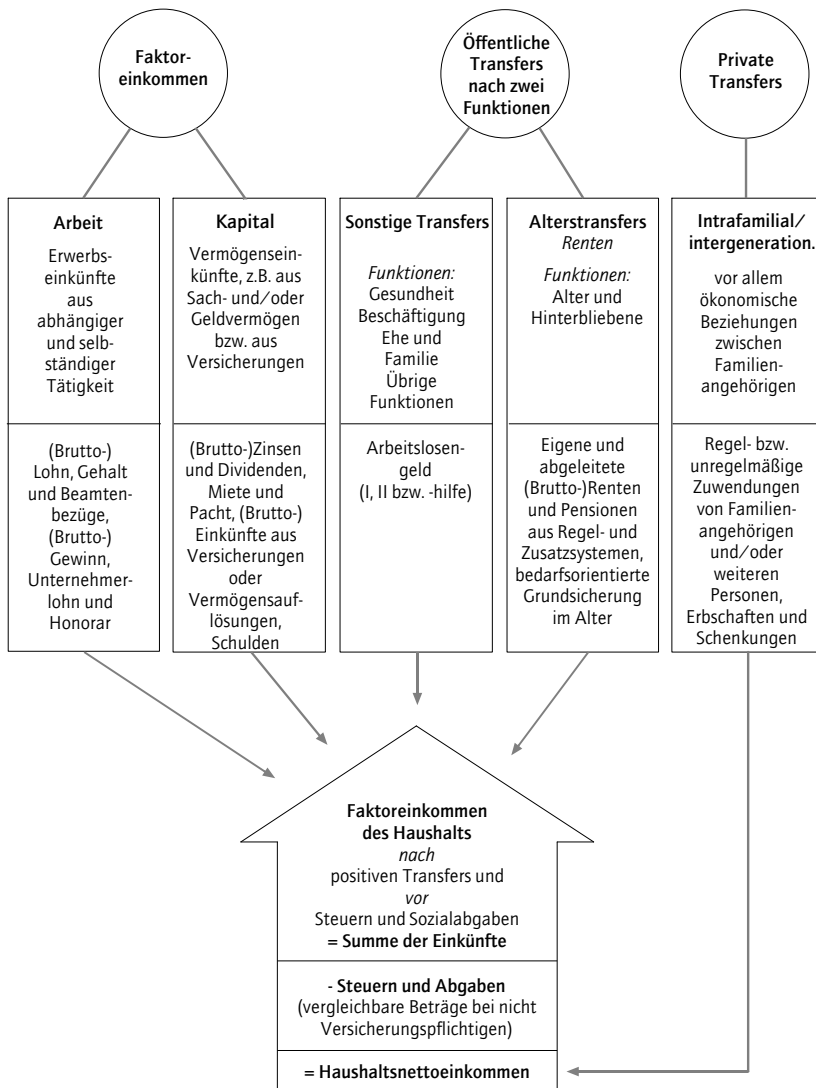 Faktor-
einkommen
Öffentliche
Transfers
nach zwei
Funktionen
Private
Transfers
Arbeit
Erwerbs-
einkünfte
aus
abhängiger
und selb-
ständiger
Tätigkeit
(Brutto-)
Lohn, Gehalt
und Beamten-
bezüge,
(Brutto-)
Gewinn,
Unternehmer-
lohn und
Honorar
Kapital
Vermögensein-
künfte, z.B. aus
Sach- und/oder
Geldvermögen
bzw. aus
Versicherungen
(Brutto-)Zinsen
und Dividenden,
Miete und
Pacht, (Brutto-)
Einkünfte aus
Versicherungen
oder
Vermögensauf-
lösungen,
Schulden
Sonstige Transfers
Funktionen:
Gesundheit
Beschäftigung
Ehe und
Familie
Übrige
Funktionen
Arbeitslosen-
geld
(I, II bzw. -hilfe)
Alterstransfers
Renten
Funktionen:
Alter und
Hinterbliebene
Eigene und
abgeleitete
(Brutto-)Renten
und Pensionen
aus Regel- und
Zusatzsystemen,
bedarfsorientierte
Grundsicherung
im Alter
Intrafamilial/
intergeneration.
vor allem
ökonomische
Beziehungen
zwischen
Familien-
angehörigen
Regel- bzw.
unregelmäßige
Zuwendungen
von Familien-
angehörigen
und/oder
weiteren
Personen,
Erbschaften und
Schenkungen
Faktoreinkommen
des Haushalts
nach
positiven Transfers und
vor
Steuern und Sozialabgaben
= Summe der Einkünfte
- Steuern und Abgaben
(vergleichbare Beträge bei nicht
Versicherungspflichtigen)
= Haushaltsnettoeinkommen